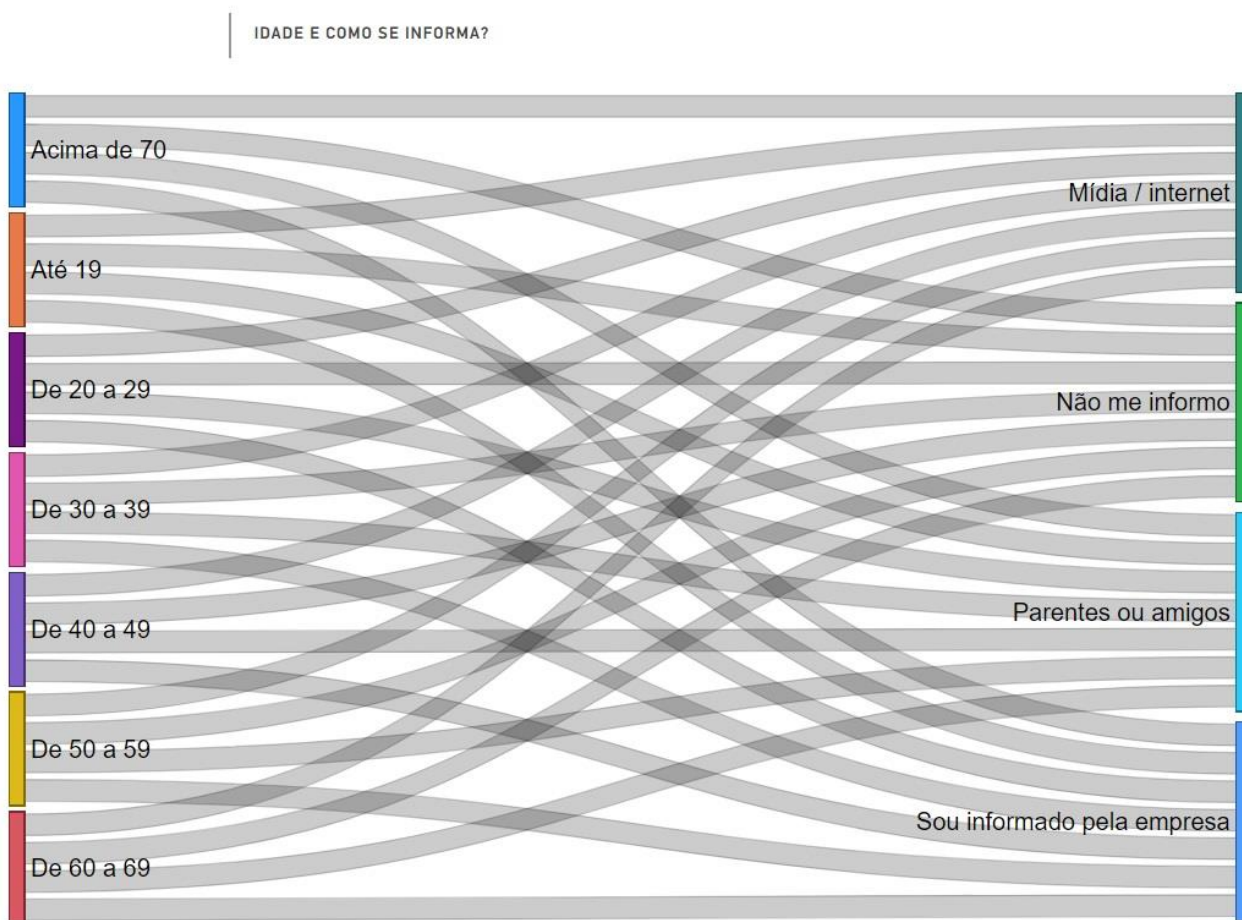 IDADE E COMO SE INFORMA?
Acima de 70
Até 19
De 20 a 29
De 30 a 39
De 40 a 49
De 50 a 59
De 60 a 69
Mídia / internet
Não me informo
Parentes ou amigos
Sou informado pela empresa